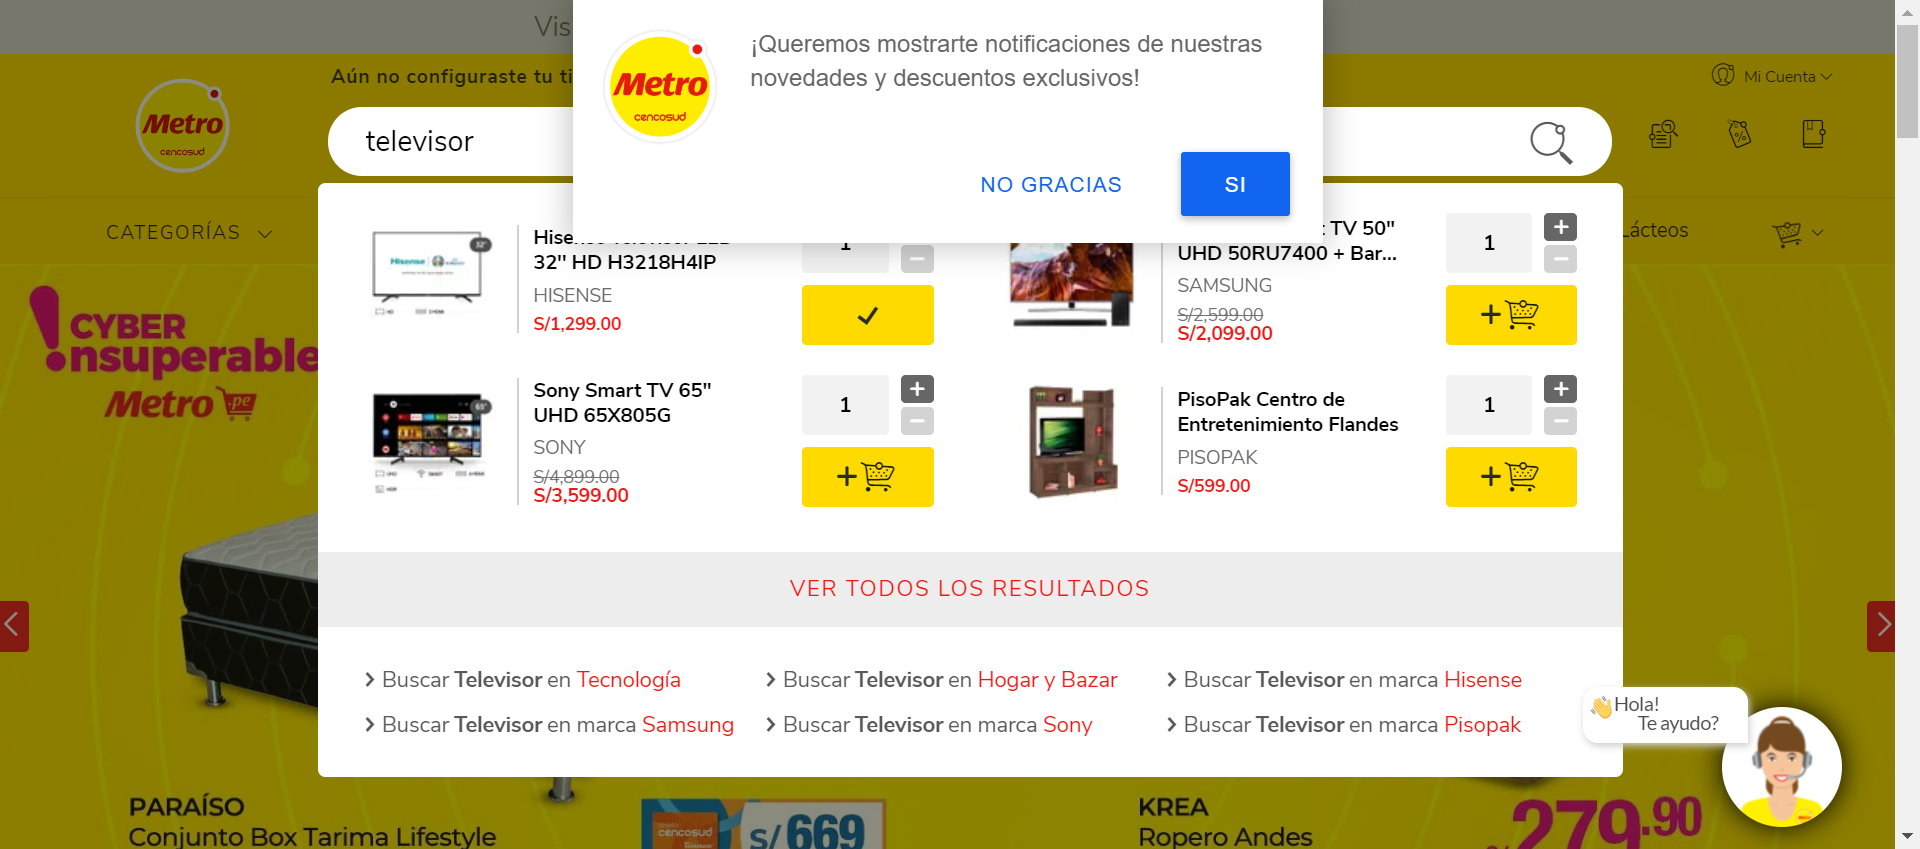 Vis
¡Queremos mostrarte notificaciones de nuestras
novedades y descuentos exclusivos!
Metro
cencosud
NO GRACIAS
SI
Aún no configuraste tu ti
Mi Cuenta
Metro
cencosud
televisor
CATEGORÍAS
Lácteos
32" HD H3218H4IP
HISENSE
S/1,299.00
1
TV 50"
UHD 50RU7400 + Bar...
SAMSUNG
S/2,599.00
S/2,099.00
1
Sony Smart TV 65"
UHD 65X805G
SONY
S/4,899.00
S/3,599.00
1
PisoPak Centro de
Entretenimiento Flandes
PISOPAK
S/599.00
1
CYBER
Insuperable
Metro .pe
VER TODOS LOS RESULTADOS
Buscar Televisor en Tecnología
Buscar Televisor en Hogar y Bazar
Buscar Televisor en marca Hisense
Buscar Televisor en marca Samsung
Buscar Televisor en marca Sony
Buscar Televisor en marca Pisopak
Hola!
Te ayudo?
PARAÍSO
Conjunto Box Tarima Lifestyle
cencosud
S/ 669
KREA
Ropero Andes
279.90